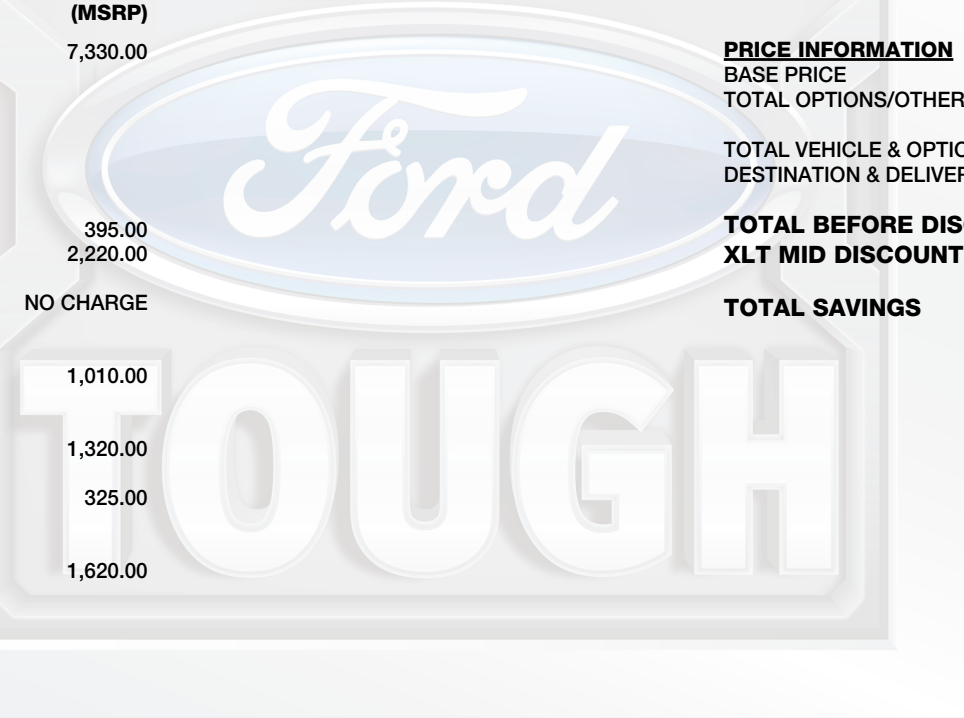 (MSRP)
7,330.00
395.00
2,220.00
NO CHARGE
1,010.00
1,320.00
325.00
1,620.00
Ford
TOUGH
PRICE INFORMATION
BASE PRICE
TOTAL OPTIONS/OTHER
TOTAL VEHICLE & OPTIO
DESTINATION & DELIVER
TOTAL BEFORE DIS
XLT MID DISCOUNT
TOTAL SAVINGS